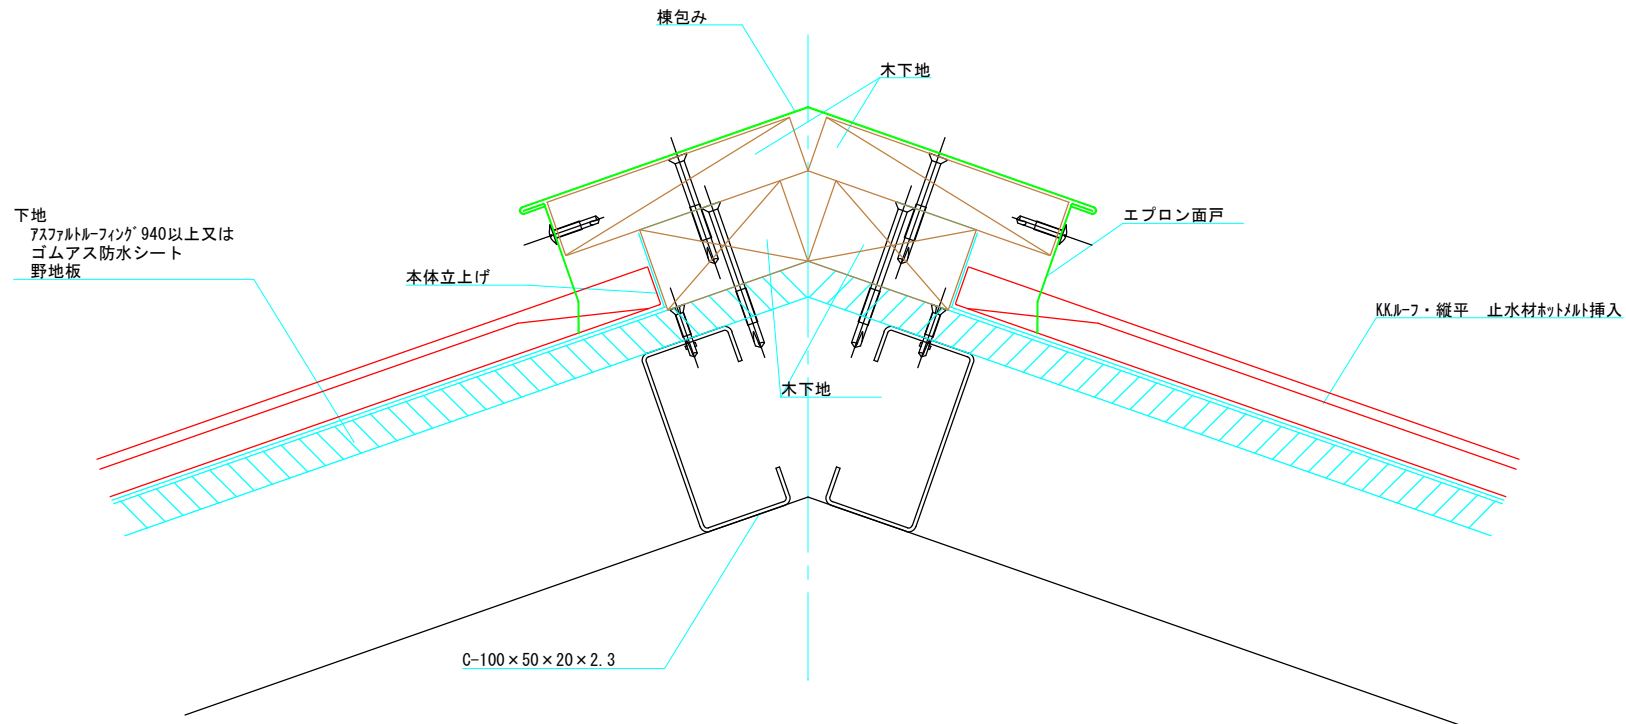 棟包み
木下地
下地
ｱｽﾌｧﾙﾄﾙｰﾌｨﾝｸﾞ940以上又は
ゴムアス防水シート
野地板
エプロン面戸
本体立上げ
KKﾙｰﾌ・縦平　止水材ﾎｯﾄﾒﾙﾄ挿入
木下地
C-100×50×20×2.3